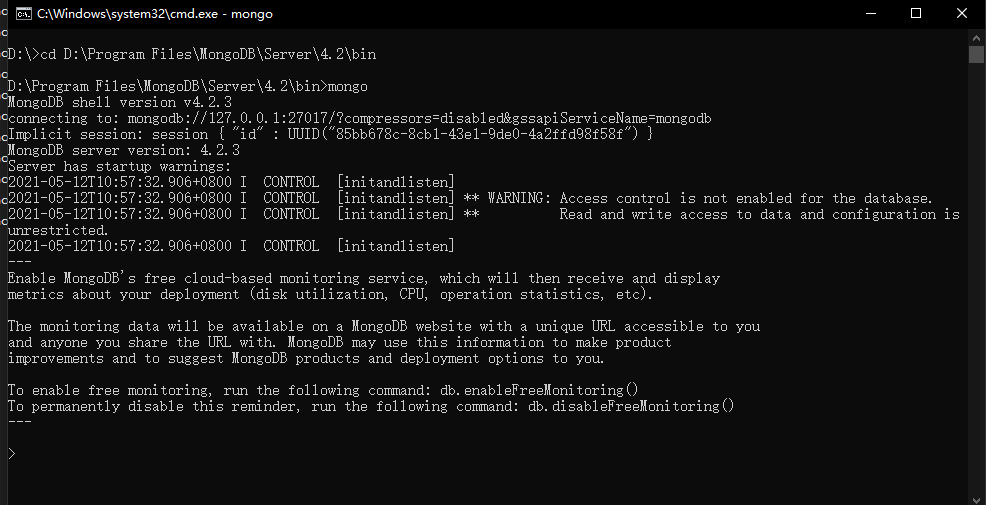 C:\Windows\system32\cmd.exe - mongo
D:\>cd D:\Program Files\MongoDB\Server\4.2\bin
D:\Program Files\MongoDB\Server\4.2\bin>mongo
MongoDB shell version v4.2.3
connecting to: mongodb://127.0.0.1:27017/?compressors=disabled&gssapiServiceName=mongodb
Implicit session: session { "id" : UUID("85bb678c-8cb1-43e1-9de0-4a2ffd98f58f") }
MongoDB server version: 4.2.3
Server has startup warnings:
2021-05-12T10:57:32.906+0800 I  CONTROL  [initandlisten]
2021-05-12T10:57:32.906+0800 I  CONTROL  [initandlisten] ** WARNING: Access control is not enabled for the database.
2021-05-12T10:57:32.906+0800 I  CONTROL  [initandlisten] **          Read and write access to data and configuration is
unrestricted.
2021-05-12T10:57:32.906+0800 I  CONTROL  [initandlisten]
---
Enable MongoDB's free cloud-based monitoring service, which will then receive and display
metrics about your deployment (disk utilization, CPU, operation statistics, etc).
The monitoring data will be available on a MongoDB website with a unique URL accessible to you
and anyone you share the URL with. MongoDB may use this information to make product
improvements and to suggest MongoDB products and deployment options to you.
To enable free monitoring, run the following command: db.enableFreeMonitoring()
To permanently disable this reminder, run the following command: db.disableFreeMonitoring()
---
>